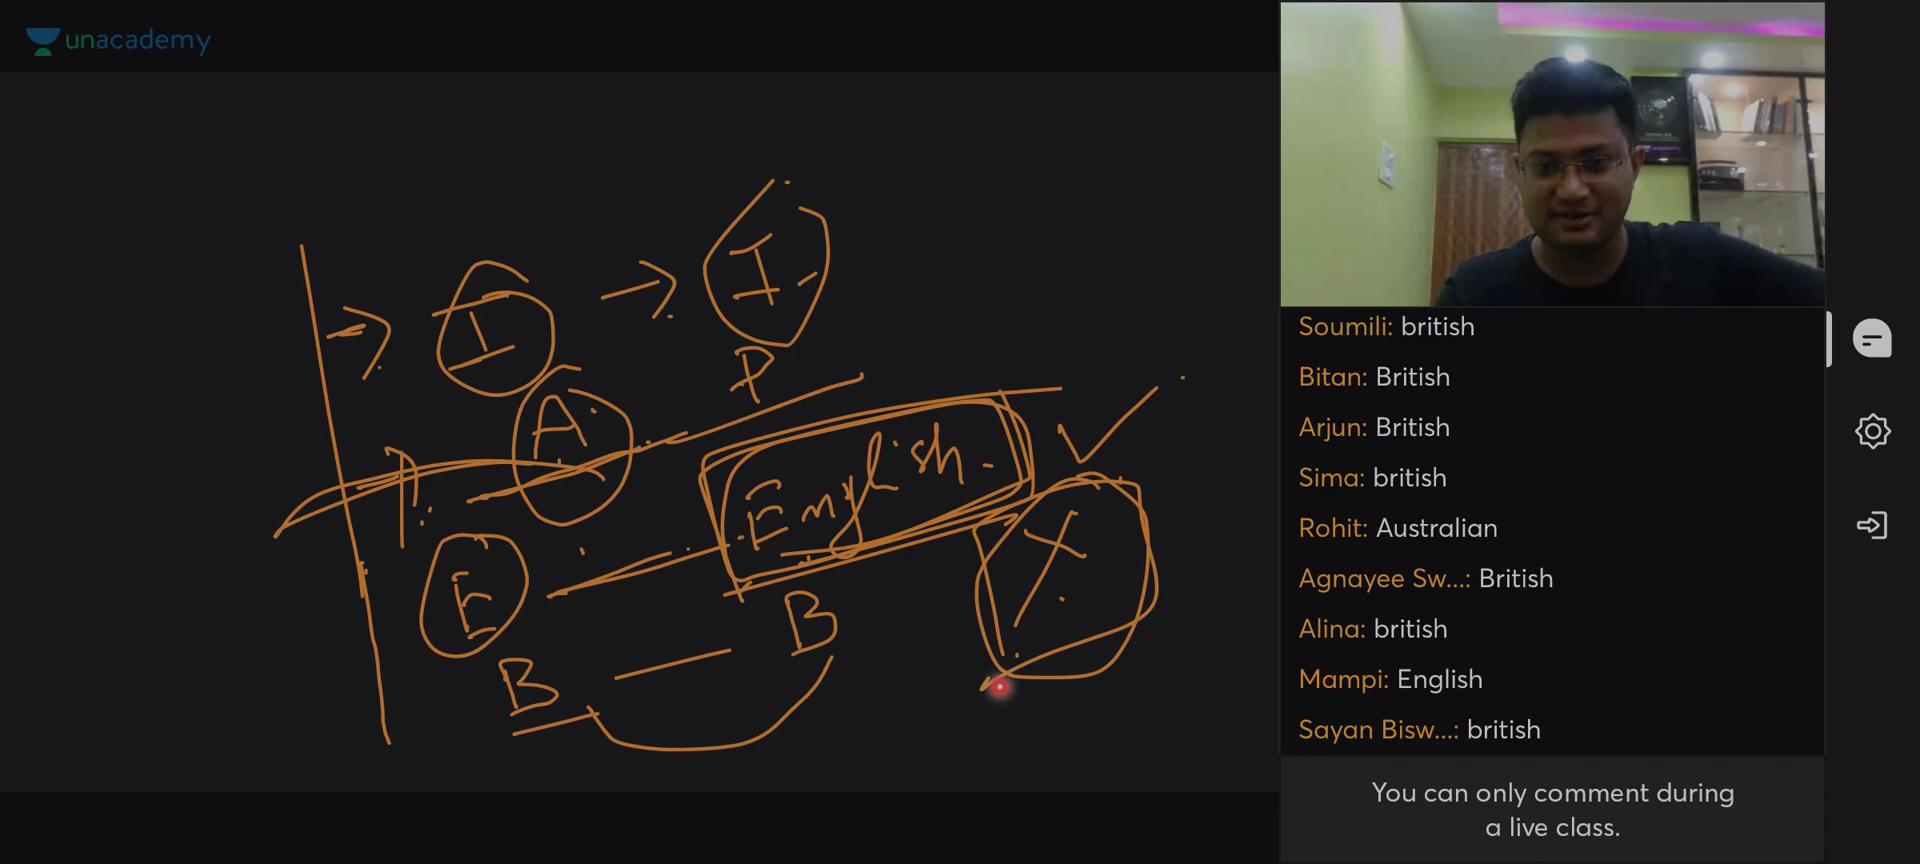 unacademy
I → I
A P
English
E X
B
B
Soumili: british
Bitan: British
Arjun: British
Sima: british
Rohit: Australian
Agnayee Sw...: British
Alina: british
Mampi: English
Sayan Bisw...: british
You can only comment during
a live class.